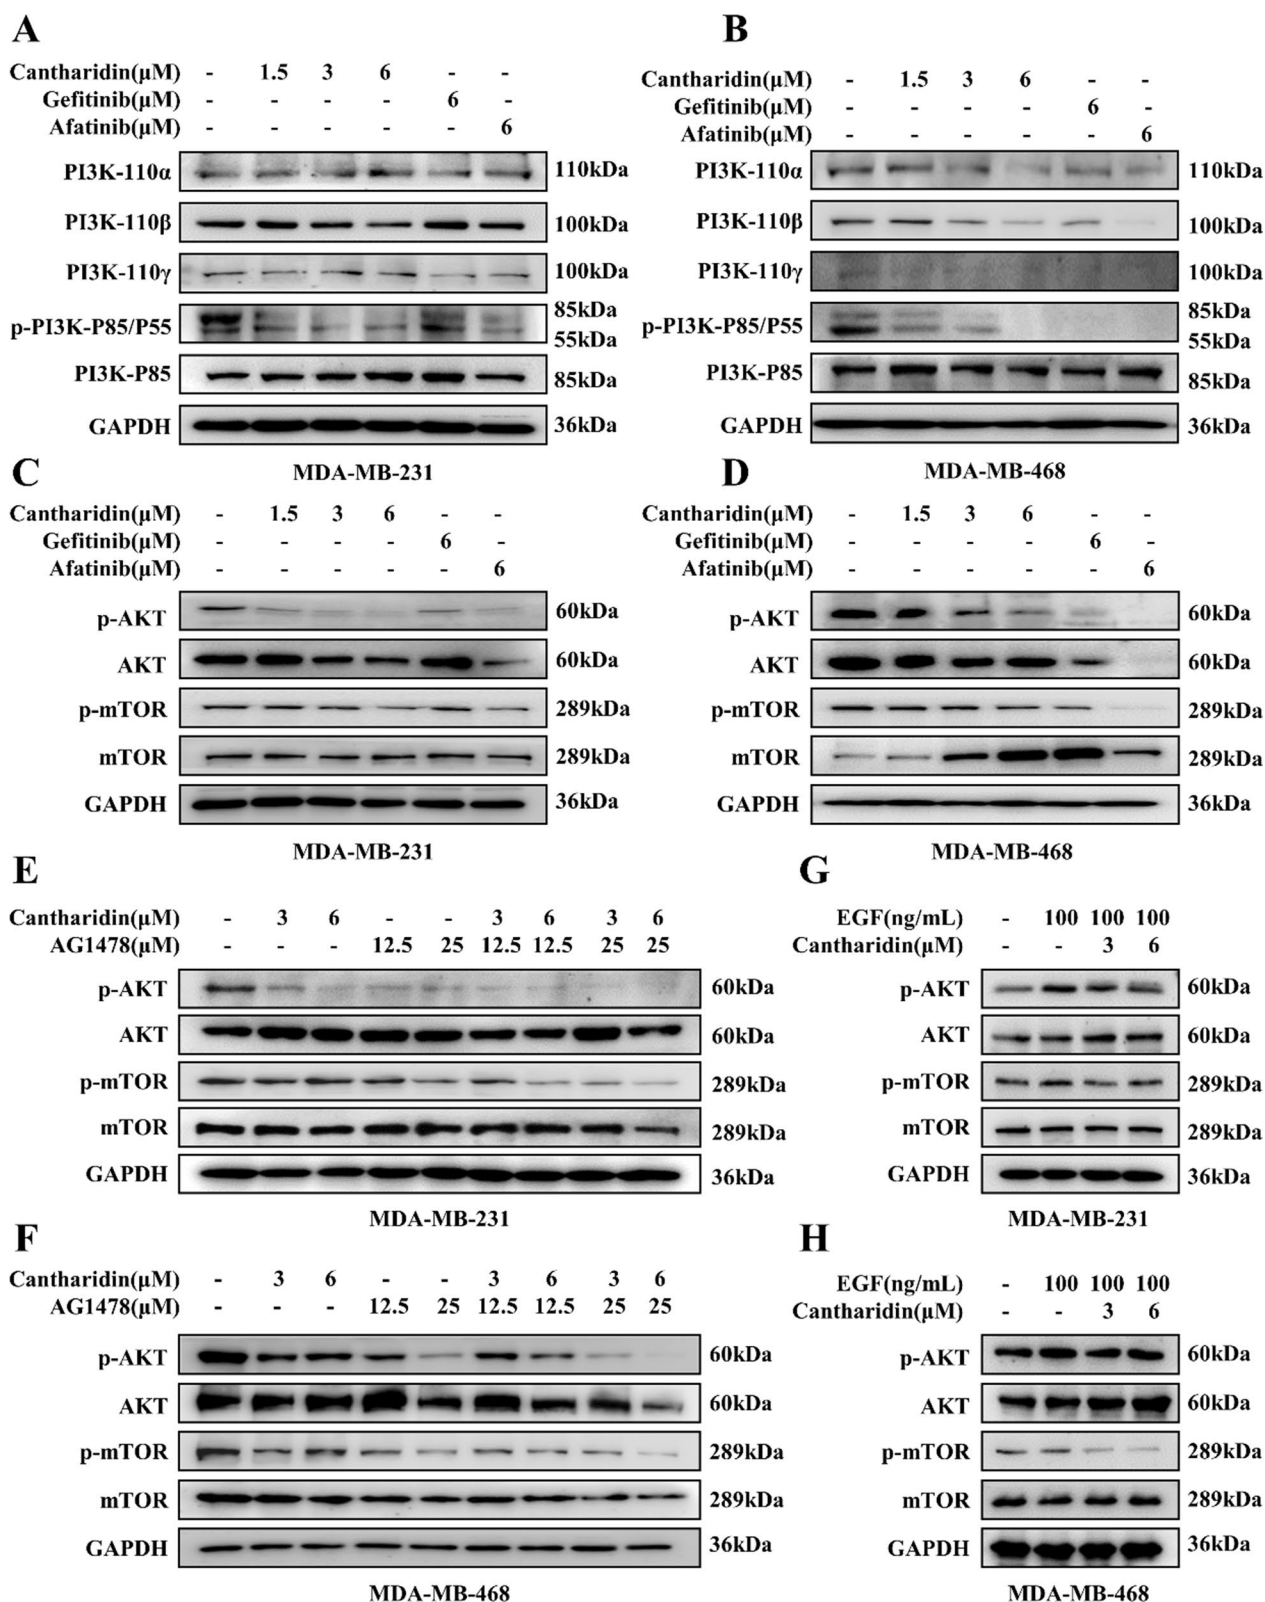 A
Cantharidin(μM) - 1.5 3 6 - -
Gefitinib(μM) - - - - 6 -
Afatinib(μM) - - - - - 6
PI3K-110α 110kDa
PI3K-110β 100kDa
PI3K-110γ 100kDa
p-PI3K-P85/P55 85kDa
55kDa
PI3K-P85 85kDa
GAPDH 36kDa
MDA-MB-231
B
Cantharidin(μM) - 1.5 3 6 - -
Gefitinib(μM) - - - - 6 -
Afatinib(μM) - - - - - 6
PI3K-110α 110kDa
PI3K-110β 100kDa
PI3K-110γ 100kDa
p-PI3K-P85/P55 85kDa
55kDa
PI3K-P85 85kDa
GAPDH 36kDa
MDA-MB-468
C
Cantharidin(μM) - 1.5 3 6 - -
Gefitinib(μM) - - - - 6 -
Afatinib(μM) - - - - - 6
p-AKT 60kDa
AKT 60kDa
p-mTOR 289kDa
mTOR 289kDa
GAPDH 36kDa
MDA-MB-231
D
Cantharidin(μM) - 1.5 3 6 - -
Gefitinib(μM) - - - - 6 -
Afatinib(μM) - - - - - 6
p-AKT 60kDa
AKT 60kDa
p-mTOR 289kDa
mTOR 289kDa
GAPDH 36kDa
MDA-MB-468
E
Cantharidin(μM) - 3 6 - - 3 6 3 6
AG1478(μM) - - - 12.5 25 12.5 12.5 25 25
p-AKT 60kDa
AKT 60kDa
p-mTOR 289kDa
mTOR 289kDa
GAPDH 36kDa
MDA-MB-231
G
EGF(ng/mL) - 100 100 100
Cantharidin(μM) - - 3 6
p-AKT 60kDa
AKT 60kDa
p-mTOR 289kDa
mTOR 289kDa
GAPDH 36kDa
MDA-MB-231
F
Cantharidin(μM) - 3 6 - - 3 6 3 6
AG1478(μM) - - - 12.5 25 12.5 12.5 25 25
p-AKT 60kDa
AKT 60kDa
p-mTOR 289kDa
mTOR 289kDa
GAPDH 36kDa
MDA-MB-468
H
EGF(ng/mL) - 100 100 100
Cantharidin(μM) - - 3 6
p-AKT 60kDa
AKT 60kDa
p-mTOR 289kDa
mTOR 289kDa
GAPDH 36kDa
MDA-MB-468